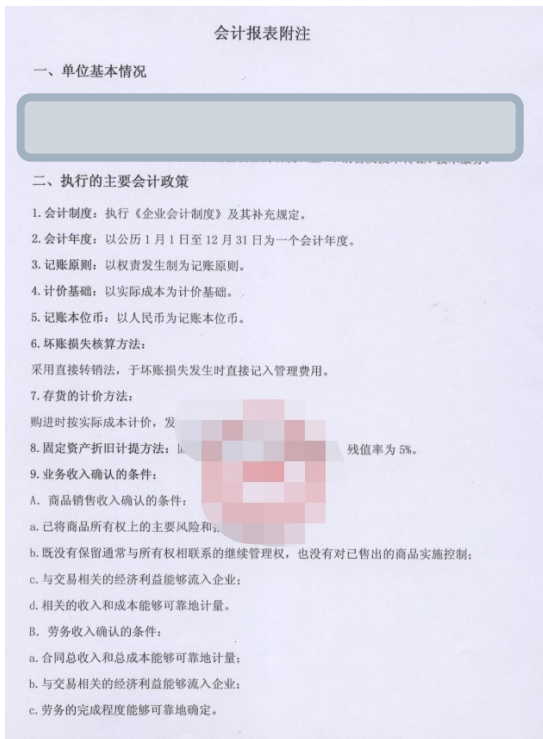 会计报表附注
一、单位基本情况
二、执行的主要会计政策
1.会计制度：执行《企业会计制度》及其补充规定。
2.会计年度：以公历1月1日至12月31日为一个会计年度。
3.记账原则：以权责发生制为记账原则。
4.计价基础：以实际成本为计价基础。
5.记账本位币：以人民币为记账本位币。
6.坏账损失核算方法：
采用直接转销法，于坏账损失发生时直接记入管理费用。
7.存货的计价方法：
购进时按实际成本计价，发
8.固定资产折旧计提方法： 残值率为5%。
9.业务收入确认的条件：
A．商品销售收入确认的条件：
a.已将商品所有权上的主要风险和
b.既没有保留通常与所有权相联系的继续管理权，也没有对已售出的商品实施控制；
c.与交易相关的经济利益能够流入企业；
d.相关的收入和成本能够可靠地计量。
B．劳务收入确认的条件：
a.合同总收入和总成本能够可靠地计量；
b.与交易相关的经济利益能够流入企业；
c.劳务的完成程度能够可靠地确定。